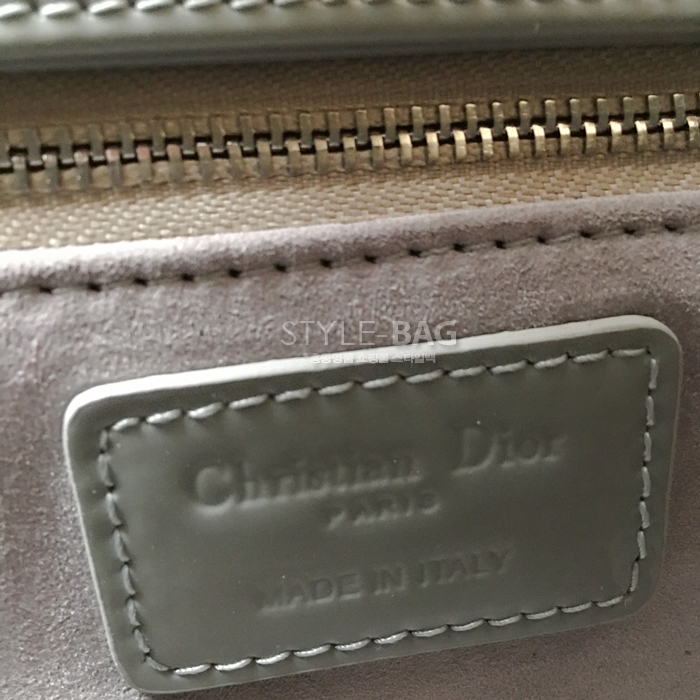 STYLE-BAG
Christian Dior
PARIS
MADE IN ITALY